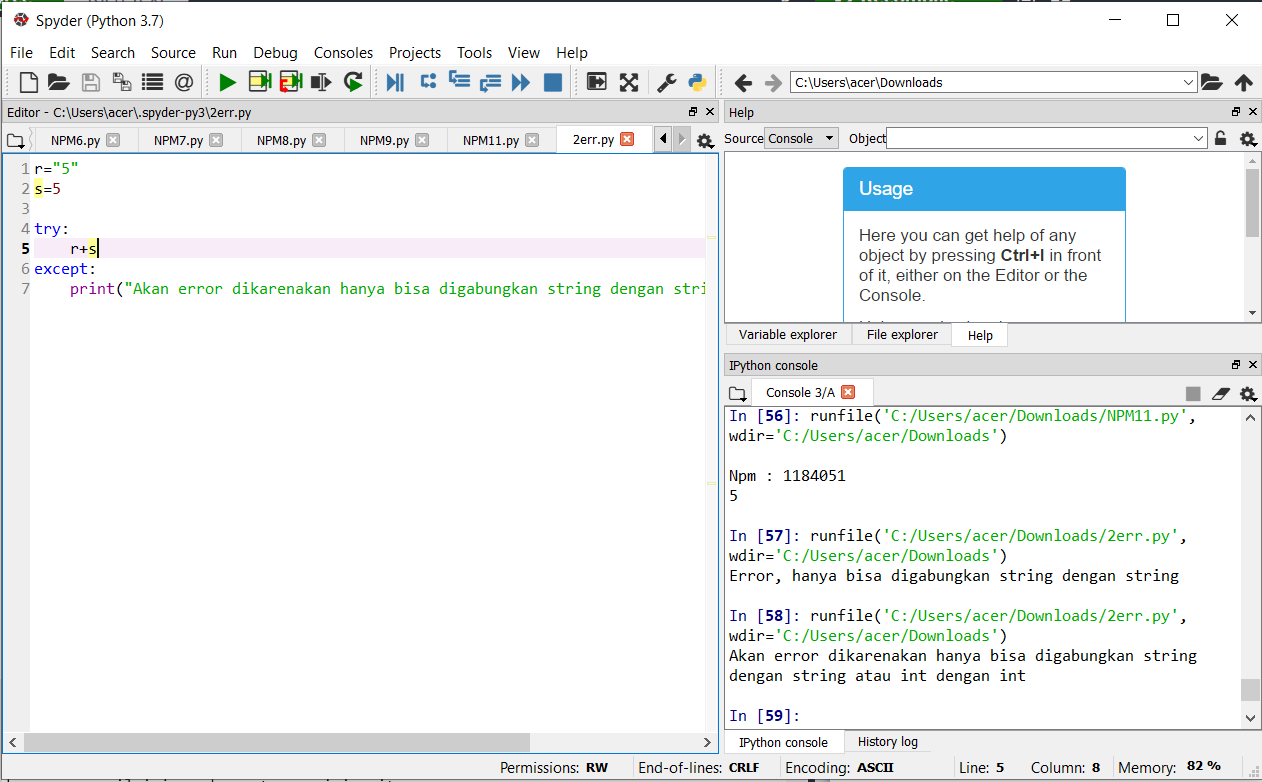 Spyder (Python 3.7)
File Edit Search Source Run Debug Consoles Projects Tools View Help
C:\Users\acer\Downloads
Editor - C:\Users\acer\.spyder-py3\2err.py
NPM6.py NPM7.py NPM8.py NPM9.py NPM11.py 2err.py
1 r="5"
2 s=5
3
4 try:
5 r+s
6 except:
7 print("Akan error dikarenakan hanya bisa digabungkan string dengan stri
Help
Source Console Object
Usage
Here you can get help of any
object by pressing Ctrl+I in front
of it, either on the Editor or the
Console.
Variable explorer File explorer Help
IPython console
Console 3/A
In [56]: runfile('C:/Users/acer/Downloads/NPM11.py',
wdir='C:/Users/acer/Downloads')
Npm : 1184051
5
In [57]: runfile('C:/Users/acer/Downloads/2err.py',
wdir='C:/Users/acer/Downloads')
Error, hanya bisa digabungkan string dengan string
In [58]: runfile('C:/Users/acer/Downloads/2err.py',
wdir='C:/Users/acer/Downloads')
Akan error dikarenakan hanya bisa digabungkan string
dengan string atau int dengan int
In [59]:
IPython console History log
Permissions: RW End-of-lines: CRLF Encoding: ASCII Line: 5 Column: 8 Memory: 82 %